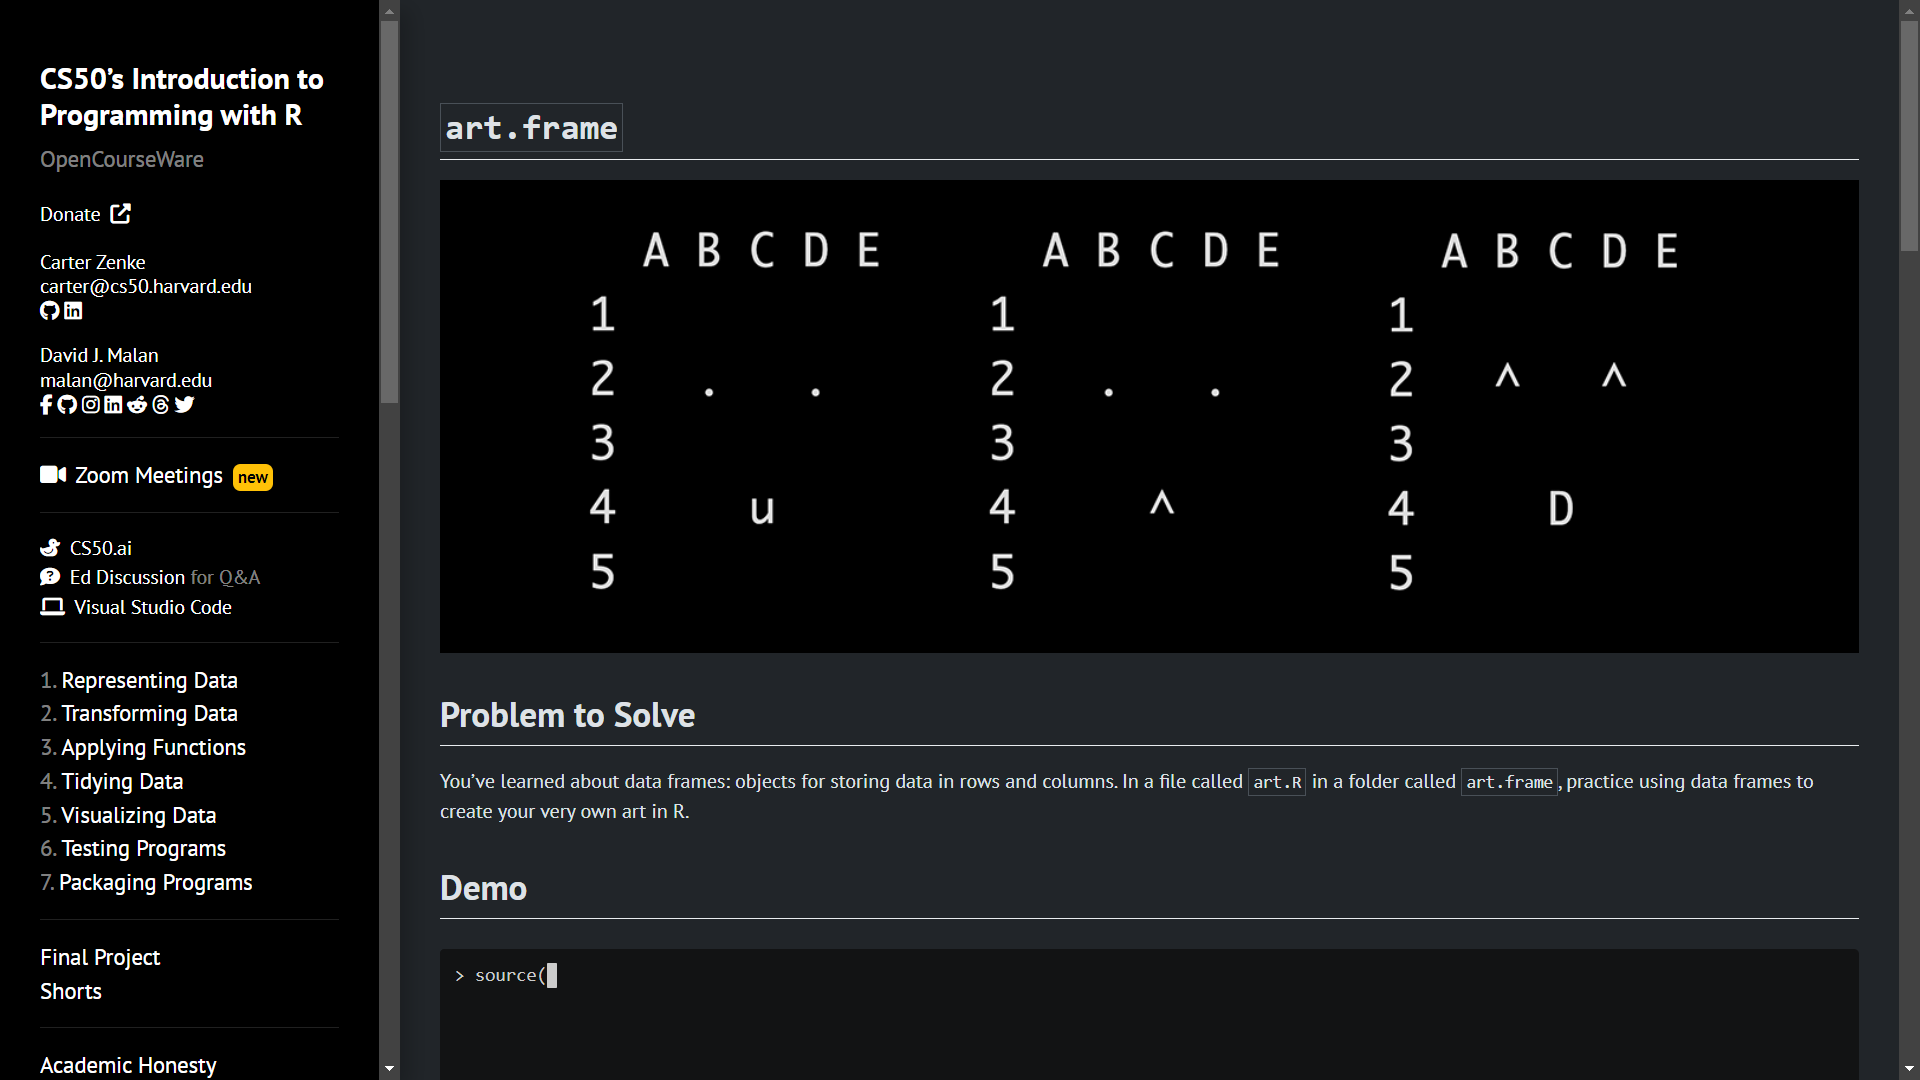 CS50’s Introduction to
Programming with R
OpenCourseWare
Donate
Carter Zenke
carter@cs50.harvard.edu
David J. Malan
malan@harvard.edu
Zoom Meetings new
CS50.ai
Ed Discussion for Q&A
Visual Studio Code
1. Representing Data
2. Transforming Data
3. Applying Functions
4. Tidying Data
5. Visualizing Data
6. Testing Programs
7. Packaging Programs
Final Project
Shorts
Academic Honesty
art.frame
A B C D E A B C D E A B C D E
1 1 1
2 . . 2 . . 2 ^ ^
3 3 3
4 u 4 ^ 4 D
5 5 5
Problem to Solve
You’ve learned about data frames: objects for storing data in rows and columns. In a file called art.R in a folder called art.frame, practice using data frames to
create your very own art in R.
Demo
> source(